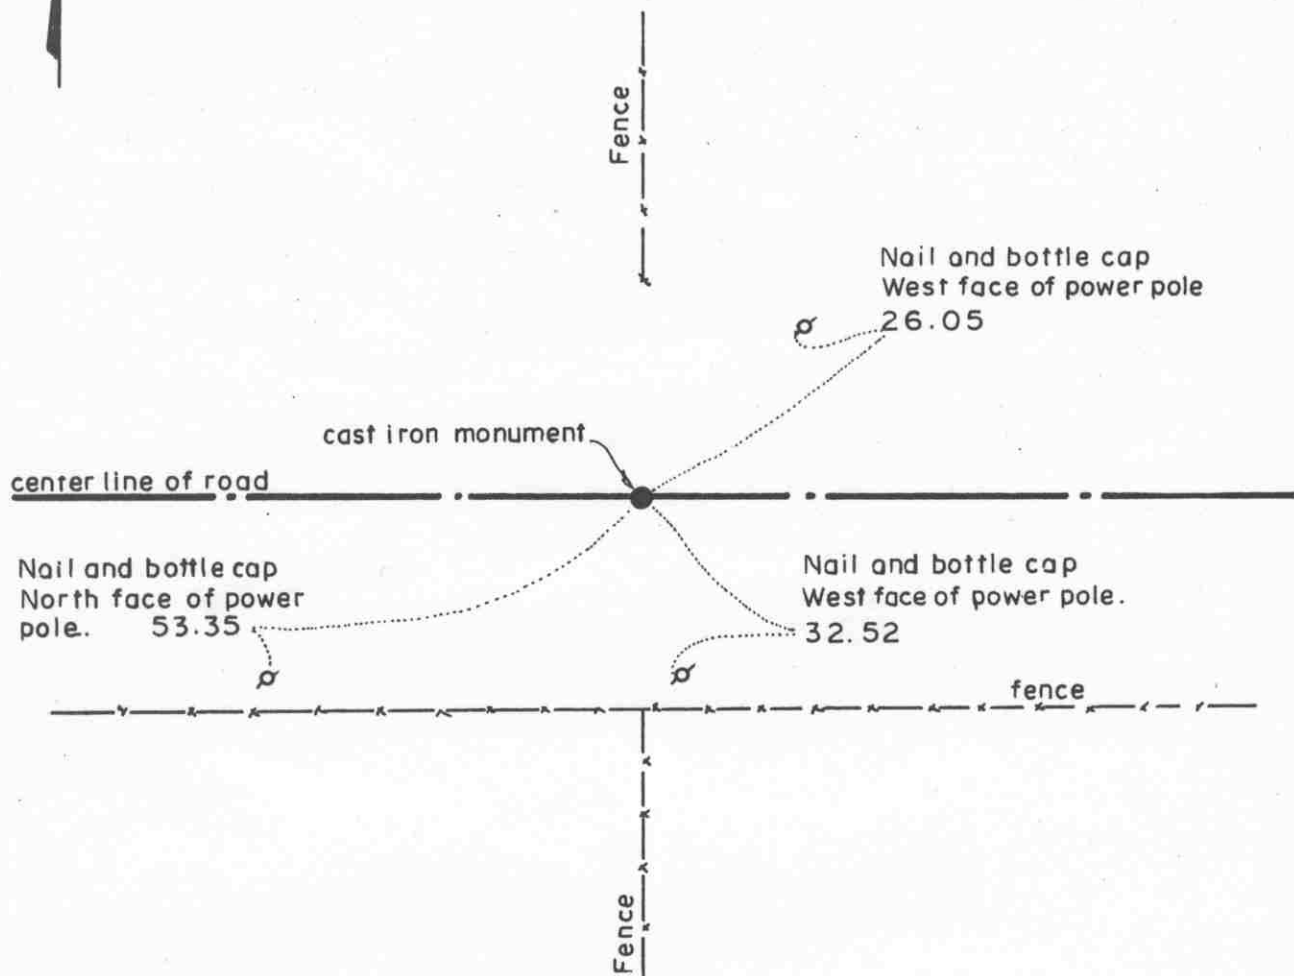 Fence
Nail and bottle cap
West face of power pole
26.05
cast iron monument
center line of road
Nail and bottle cap
North face of power
pole. 53.35
Nail and bottle cap
West face of power pole.
32.52
fence
Fence